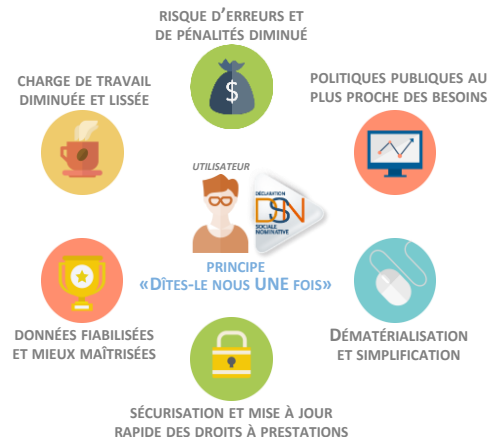 RISQUE D'ERREURS ET
DE PÉNALITÉS DIMINUÉ
CHARGE DE TRAVAIL
DIMINUÉE ET LISSÉE
POLITIQUES PUBLIQUES AU
PLUS PROCHE DES BESOINS
$
UTILISATEUR
DÉCLARATION
DSN
SOCIALE
NOMINATIVE
PRINCIPE
«DÎTES-LE NOUS UNE FOIS»
DONNÉES FIABILISÉES
ET MIEUX MAÎTRISÉES
DÉMATÉRIALISATION
ET SIMPLIFICATION
SÉCURISATION ET MISE À JOUR
RAPIDE DES DROITS À PRESTATIONS